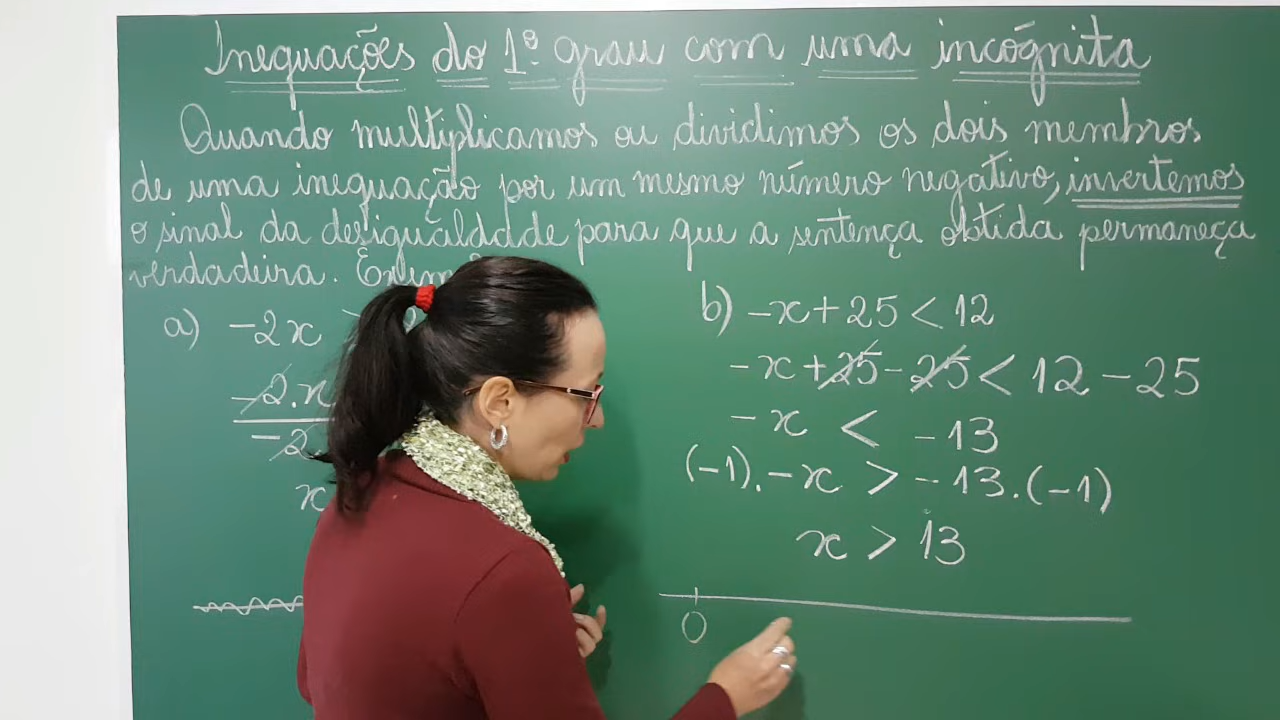 Inequações do 1º grau com uma incógnita
Quando multiplicamos ou dividimos os dois membros
de uma inequação por um mesmo número negativo, invertemos
o sinal da desigualdade para que a sentença obtida permaneça
verdadeira.
a) -2x
-2.x
-2
x
b) -x+25 < 12
-x+25-25 < 12-25
-x < -13
(-1).-x > -13.(-1)
x > 13
0